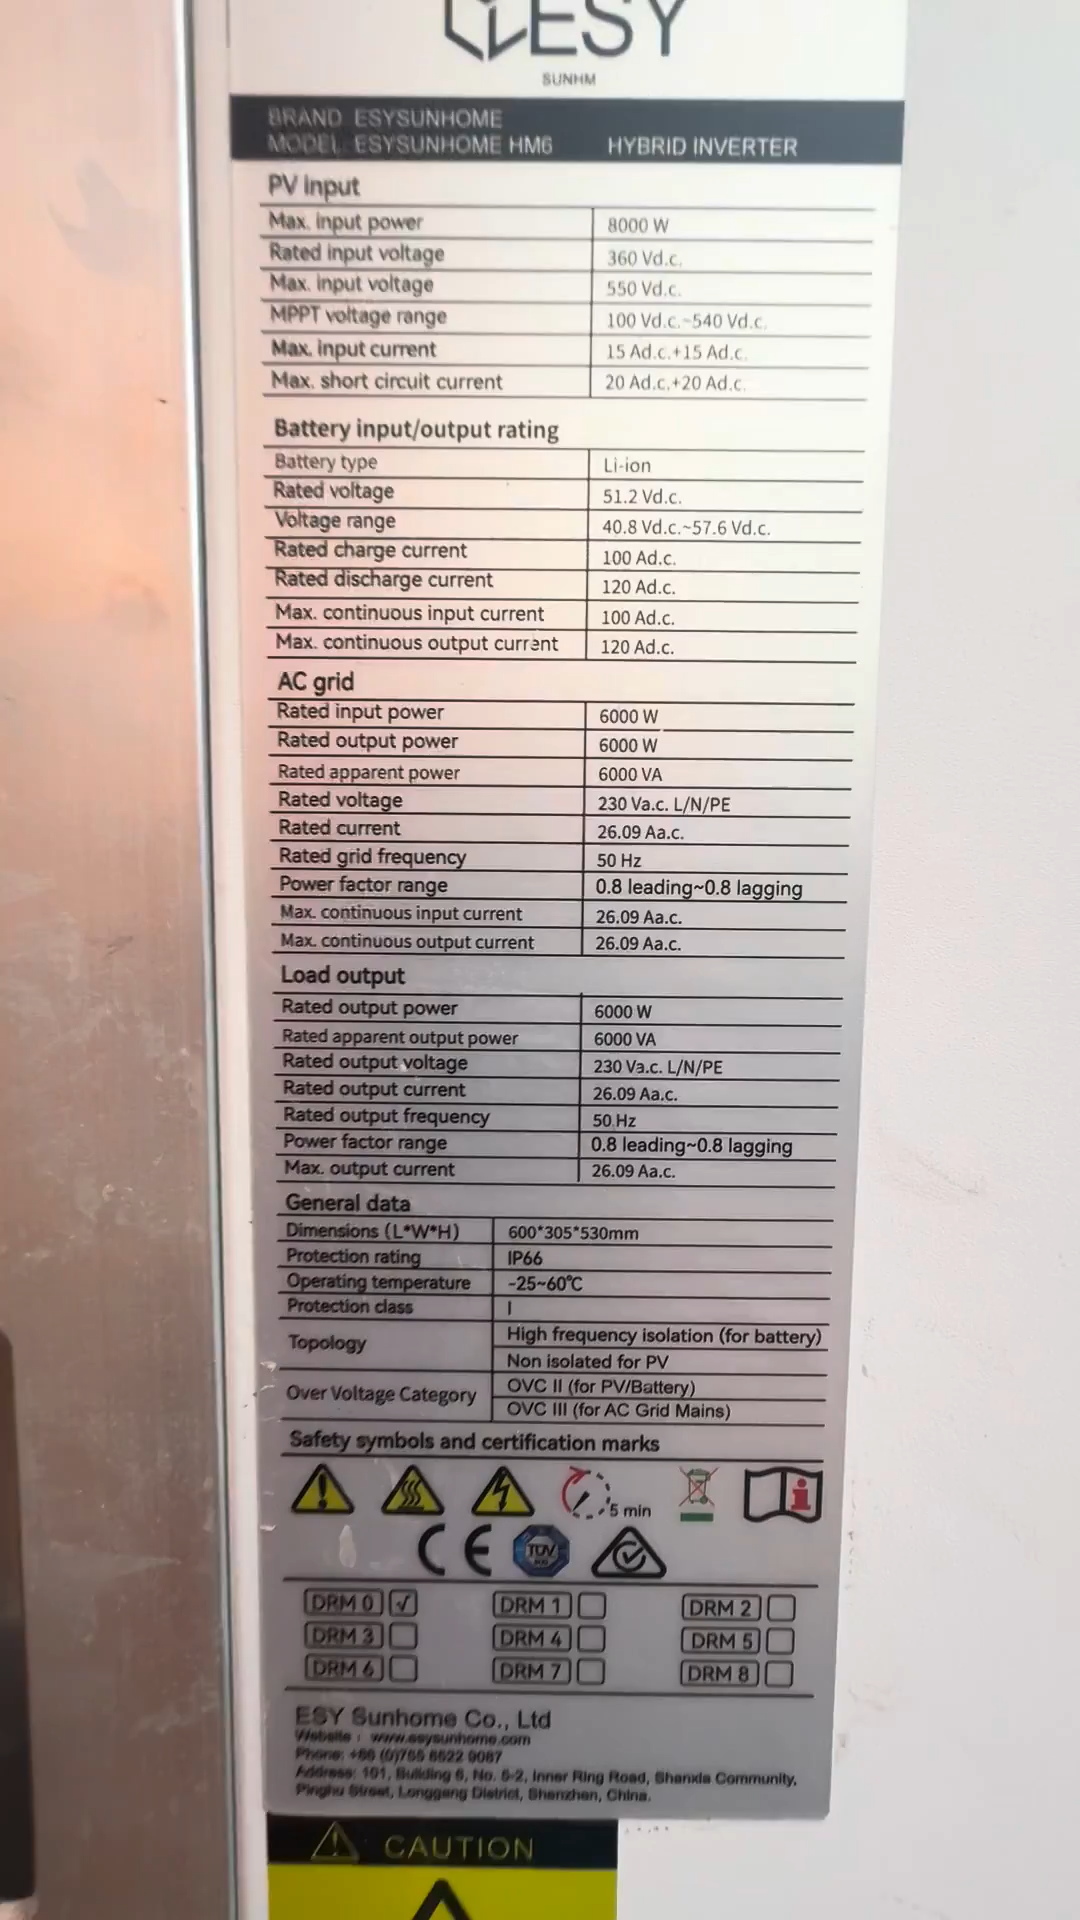 ESY
SUNHM
BRAND ESYSUNHOME
MODEL ESYSUNHOME HM6 HYBRID INVERTER
PV input
Max. input power 8000 W
Rated input voltage 360 Vd.c.
Max. input voltage 550 Vd.c.
MPPT voltage range 100 Vd.c.~540 Vd.c.
Max. input current 15 Ad.c.+15 Ad.c.
Max. short circuit current 20 Ad.c.+20 Ad.c.
Battery input/output rating
Battery type Li-ion
Rated voltage 51.2 Vd.c.
Voltage range 40.8 Vd.c.~57.6 Vd.c.
Rated charge current 100 Ad.c.
Rated discharge current 120 Ad.c.
Max. continuous input current 100 Ad.c.
Max. continuous output current 120 Ad.c.
AC grid
Rated input power 6000 W
Rated output power 6000 W
Rated apparent power 6000 VA
Rated voltage 230 Va.c. L/N/PE
Rated current 26.09 Aa.c.
Rated grid frequency 50 Hz
Power factor range 0.8 leading~0.8 lagging
Max. continuous input current 26.09 Aa.c.
Max. continuous output current 26.09 Aa.c.
Load output
Rated output power 6000 W
Rated apparent output power 6000 VA
Rated output voltage 230 Va.c. L/N/PE
Rated output current 26.09 Aa.c.
Rated output frequency 50 Hz
Power factor range 0.8 leading~0.8 lagging
Max. output current 26.09 Aa.c.
General data
Dimensions (L*W*H) 600*305*530mm
Protection rating IP66
Operating temperature -25~60℃
Protection class I
Topology High frequency isolation (for battery)
Non isolated for PV
Over Voltage Category OVC II (for PV/Battery)
OVC III (for AC Grid Mains)
Safety symbols and certification marks
5 min
CE TÜV
DRM 0 √ DRM 1 DRM 2
DRM 3 DRM 4 DRM 5
DRM 6 DRM 7 DRM 8
ESY Sunhome Co., Ltd
Website : www.esysunhome.com
Phone: +86 (0)755 8522 9087
Address: 101, Building 6, No. 5-2, Inner Ring Road, Shanxia Community,
Pinghu Street, Longgang District, Shenzhen, China.
CAUTION